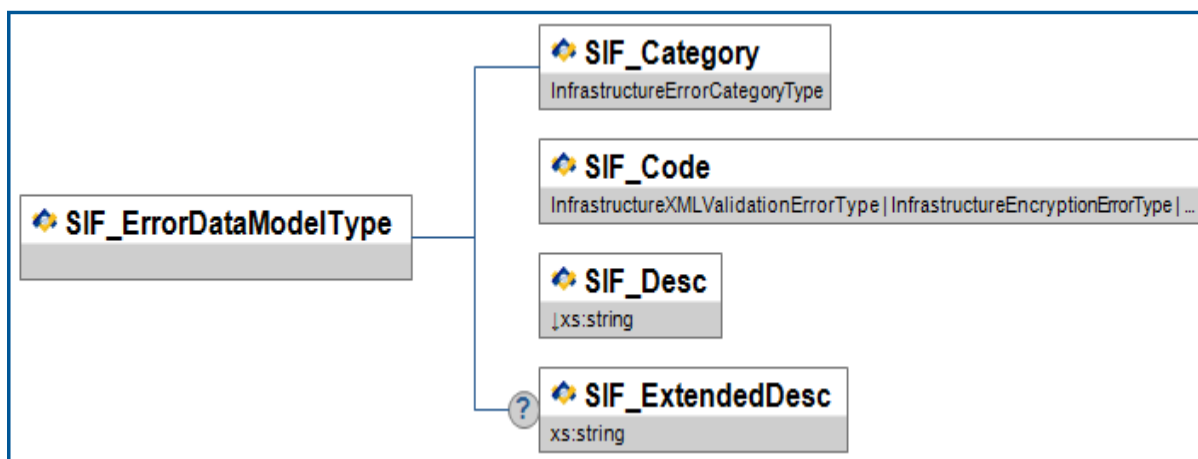 SIF_Category
InfrastructureErrorCategoryType
SIF_Code
InfrastructureXMLValidationErrorType|InfrastructureEncryptionErrorType|...
SIF_ErrorDataModelType
SIF_Desc
↓xs:string
?
SIF_ExtendedDesc
xs:string